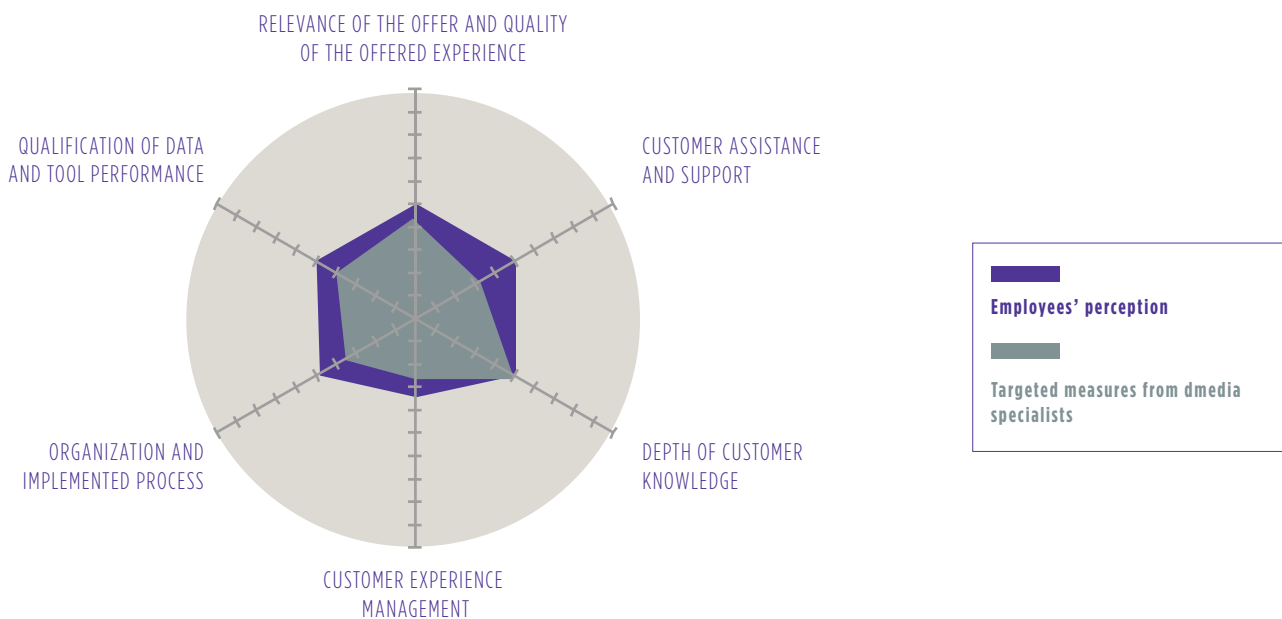 RELEVANCE OF THE OFFER AND QUALITY
OF THE OFFERED EXPERIENCE
QUALIFICATION OF DATA
AND TOOL PERFORMANCE
CUSTOMER ASSISTANCE
AND SUPPORT
Employees' perception
Targeted measures from dmedia
specialists
ORGANIZATION AND
IMPLEMENTED PROCESS
DEPTH OF CUSTOMER
KNOWLEDGE
CUSTOMER EXPERIENCE
MANAGEMENT